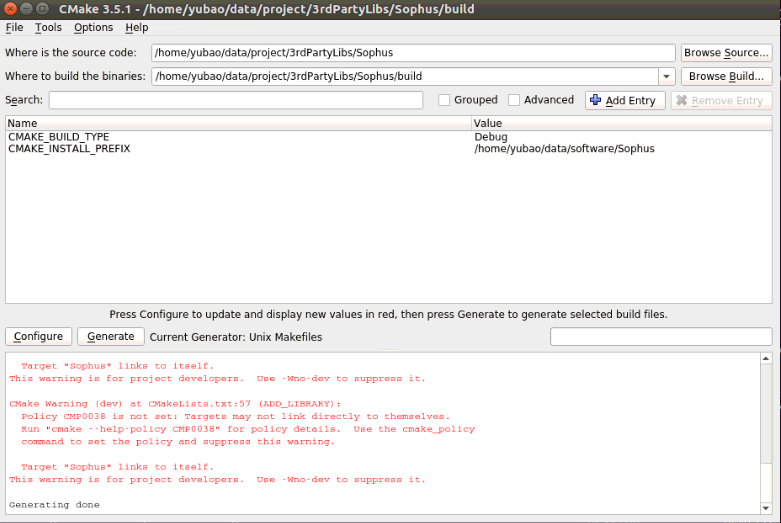 CMake 3.5.1 - /home/yubao/data/project/3rdPartyLibs/Sophus/build
File Tools Options Help
Where is the source code: /home/yubao/data/project/3rdPartyLibs/Sophus Browse Source...
Where to build the binaries: /home/yubao/data/project/3rdPartyLibs/Sophus/build Browse Build...
Search: Grouped Advanced Add Entry Remove Entry
Name Value
CMAKE_BUILD_TYPE Debug
CMAKE_INSTALL_PREFIX /home/yubao/data/software/Sophus
Press Configure to update and display new values in red, then press Generate to generate selected build files.
Configure Generate Current Generator: Unix Makefiles
Target "Sophus" links to itself.
This warning is for project developers.  Use -Wno-dev to suppress it.
CMake Warning (dev) at CMakeLists.txt:57 (ADD_LIBRARY):
Policy CMP0038 is not set: Targets may not link directly to themselves.
Run "cmake --help-policy CMP0038" for policy details.  Use the cmake_policy
command to set the policy and suppress this warning.
Target "Sophus" links to itself.
This warning is for project developers.  Use -Wno-dev to suppress it.
Generating done